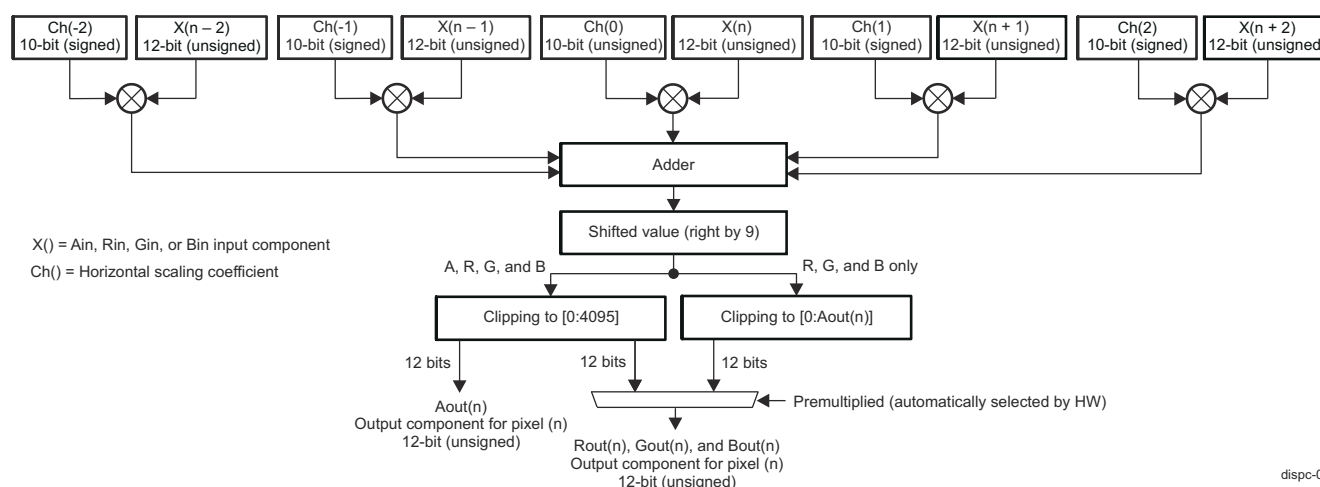 Ch(-2)
10-bit (signed)
X(n – 2)
12-bit (unsigned)
Ch(-1)
10-bit (signed)
X(n – 1)
12-bit (unsigned)
Ch(0)
10-bit (unsigned)
X(n)
12-bit (unsigned)
Ch(1)
10-bit (signed)
X(n + 1)
12-bit (unsigned)
Ch(2)
10-bit (signed)
X(n + 2)
12-bit (unsigned)
Adder
Shifted value (right by 9)
X() = Ain, Rin, Gin, or Bin input component
Ch() = Horizontal scaling coefficient
A, R, G, and B
R, G, and B only
Clipping to [0:4095]
Clipping to [0:Aout(n)]
12 bits
12 bits
12 bits
Premultiplied (automatically selected by HW)
Aout(n)
Output component for pixel (n)
12-bit (unsigned)
Rout(n), Gout(n), and Bout(n)
Output component for pixel (n)
12-bit (unsigned)